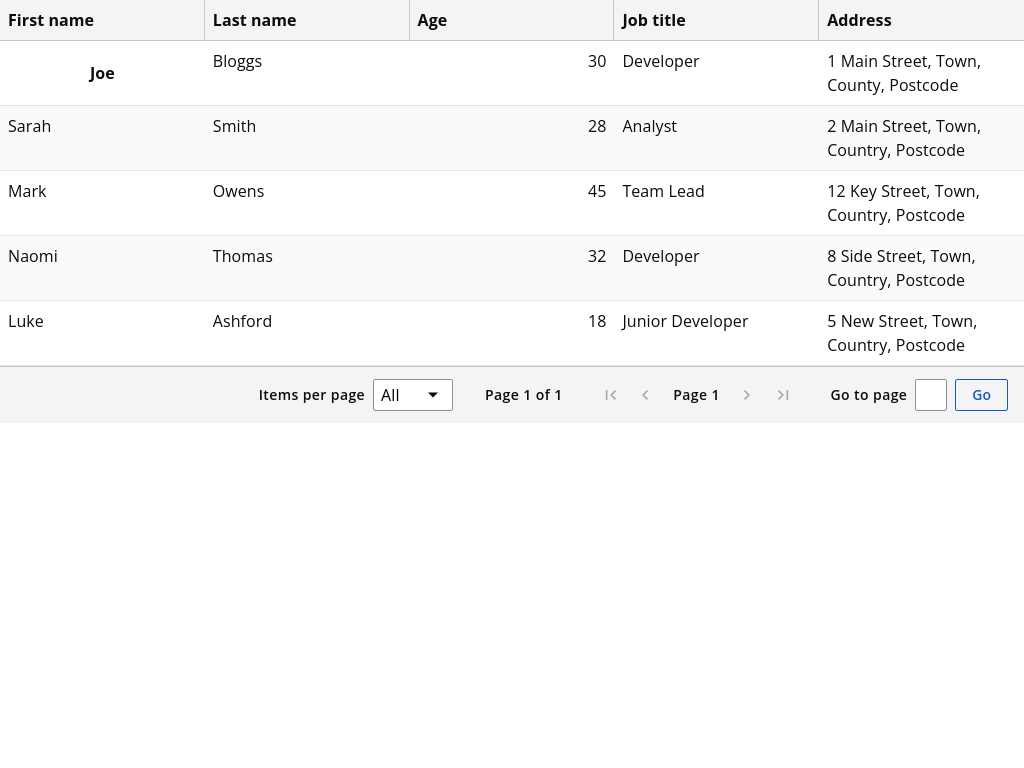 First name Last name Age Job title Address
Joe Bloggs 30 Developer 1 Main Street, Town,
County, Postcode
Sarah Smith 28 Analyst 2 Main Street, Town,
Country, Postcode
Mark Owens 45 Team Lead 12 Key Street, Town,
Country, Postcode
Naomi Thomas 32 Developer 8 Side Street, Town,
Country, Postcode
Luke Ashford 18 Junior Developer 5 New Street, Town,
Country, Postcode
Items per page All Page 1 of 1 Page 1 Go to page Go